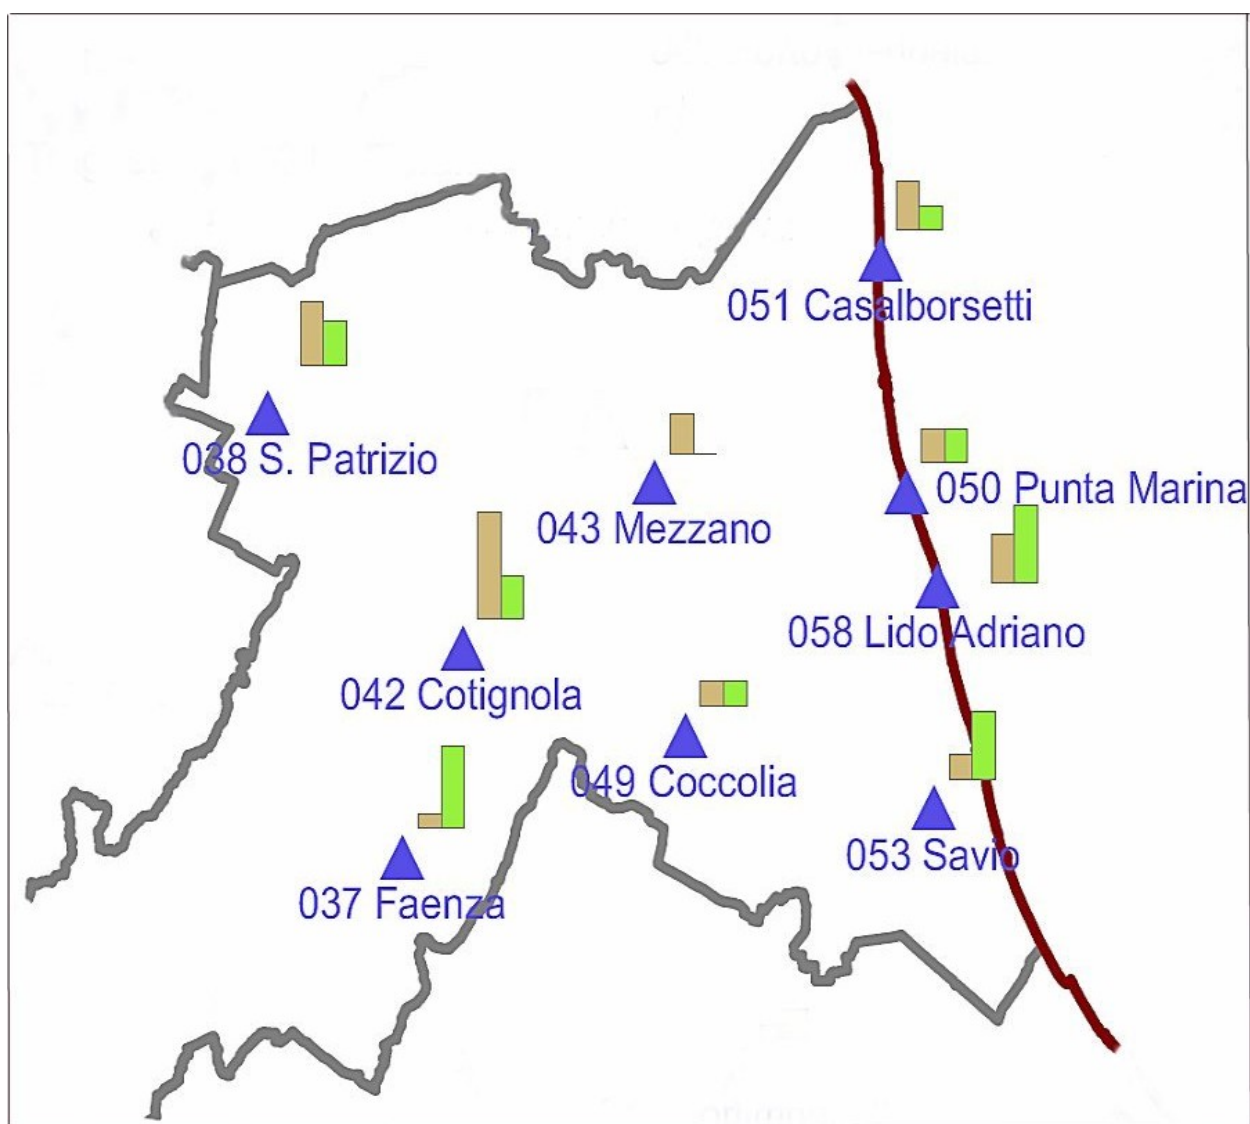 051 Casalborsetti
038 S. Patrizio
050 Punta Marina
043 Mezzano
058 Lido Adriano
042 Cotignola
049 Coccolia
053 Savio
037 Faenza